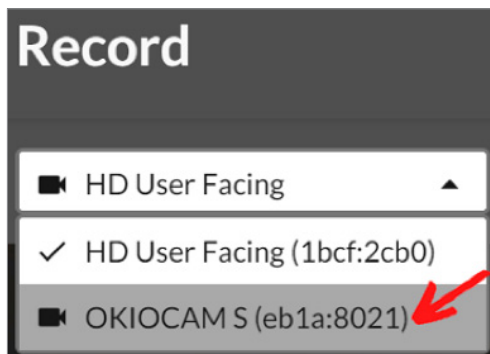 Record
HD User Facing
HD User Facing (1bcf:2cb0)
OKIOCAM S (eb1a:8021)